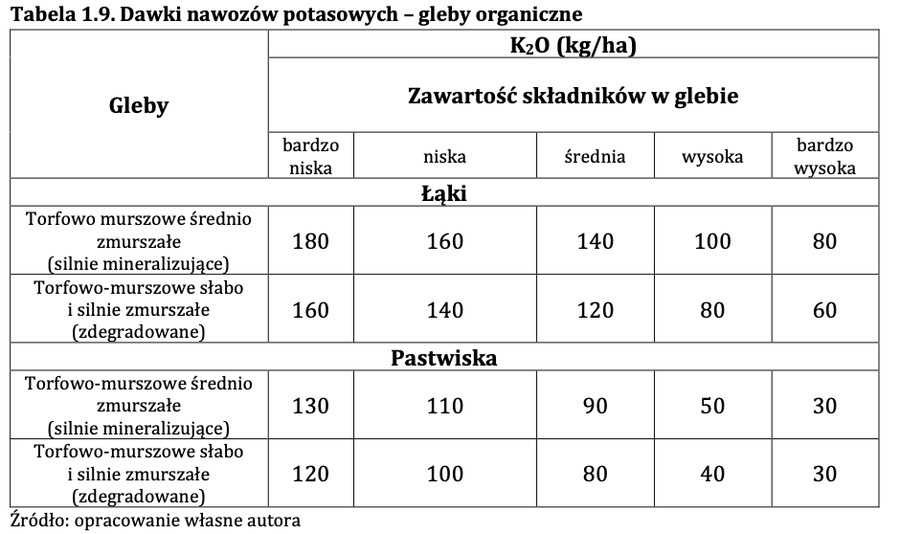 Tabela 1.9. Dawki nawozów potasowych – gleby organiczne
Gleby
K₂O (kg/ha)
Zawartość składników w glebie
bardzo
niska
niska
średnia
wysoka
bardzo
wysoka
Łąki
Torfowo murszowe średnio
zmurszałe
(silnie mineralizujące)
180 160 140 100 80
Torfowo-murszowe słabo
i silnie zmurszałe
(zdegradowane)
160 140 120 80 60
Pastwiska
Torfowo-murszowe średnio
zmurszałe
(silnie mineralizujące)
130 110 90 50 30
Torfowo-murszowe słabo
i silnie zmurszałe
(zdegradowane)
120 100 80 40 30
Źródło: opracowanie własne autora